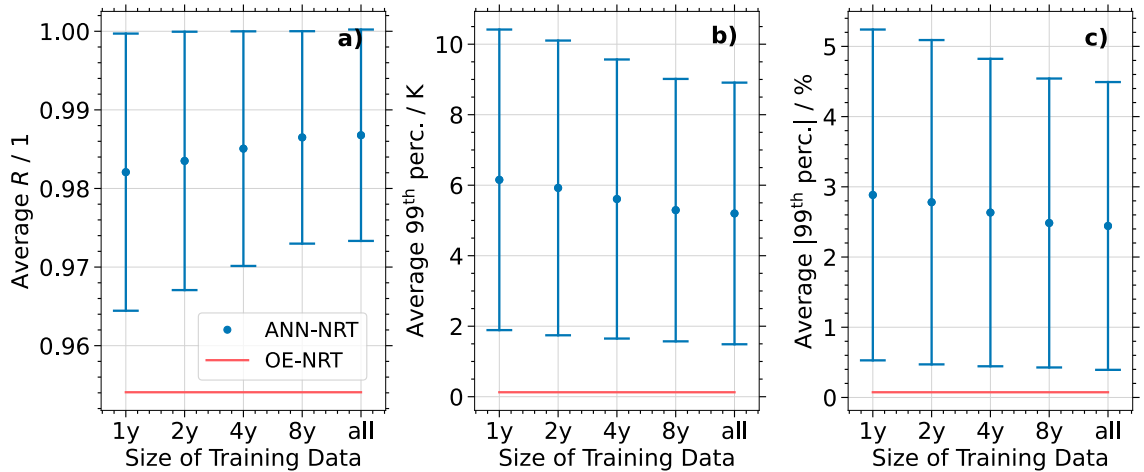 a)
Average R / 1
1.00
0.99
0.98
0.97
0.96
ANN-NRT
OE-NRT
1y 2y 4y 8y all
Size of Training Data
b)
Average 99th perc. / K
10
8
6
4
2
0
1y 2y 4y 8y all
Size of Training Data
c)
Average |99th perc.| / %
5
4
3
2
1
0
1y 2y 4y 8y all
Size of Training Data